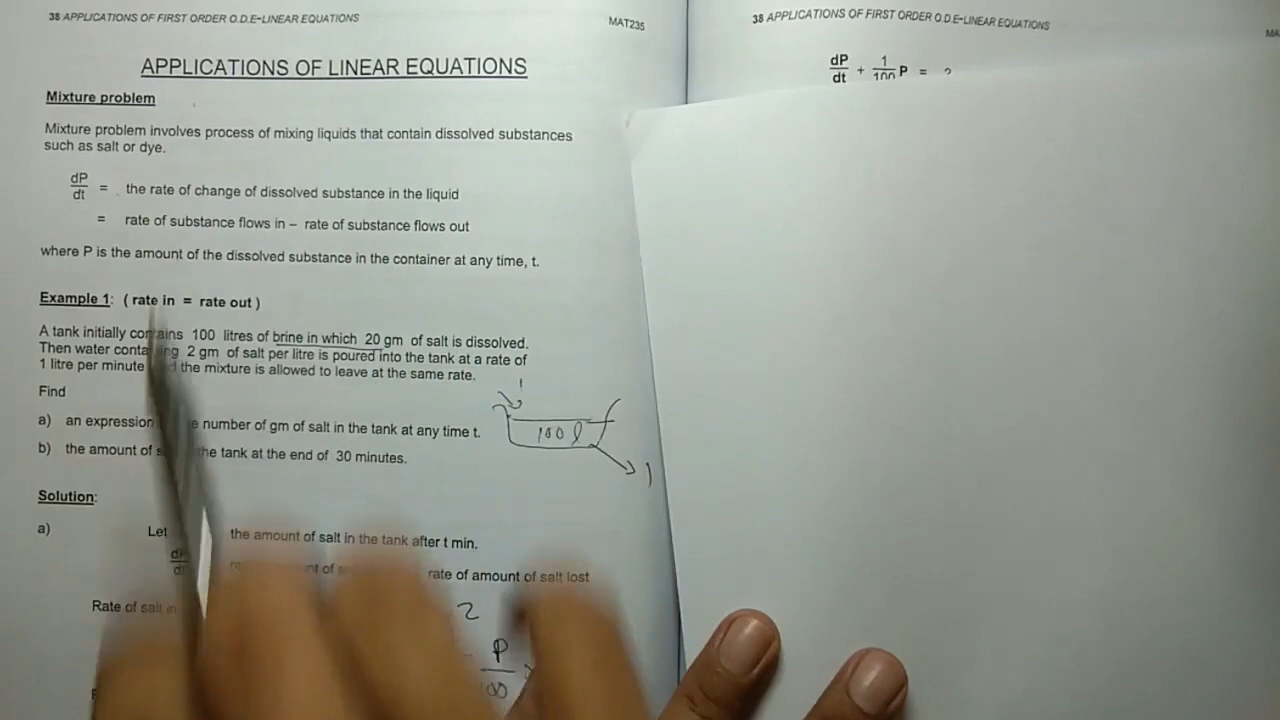 38 APPLICATIONS OF FIRST ORDER O.D.E-LINEAR EQUATIONS
MAT235
APPLICATIONS OF LINEAR EQUATIONS
Mixture problem
Mixture problem involves process of mixing liquids that contain dissolved substances
such as salt or dye.
dP
dt
= the rate of change of dissolved substance in the liquid
= rate of substance flows in – rate of substance flows out
where P is the amount of the dissolved substance in the container at any time, t.
Example 1: ( rate in = rate out )
A tank initially contains 100 litres of brine in which 20 gm of salt is dissolved.
Then water 2 gm of salt per litre is poured into the tank at a rate of
1 litre per minute the mixture is allowed to leave at the same rate.
Find
a) an expression number of gm of salt in the tank at any time t.
b) the amount of the tank at the end of 30 minutes.
1
100 l
1
Solution:
a) Let the amount of salt in the tank after t min.
rate of amount of salt lost
Rate of salt in
2
P
100
38 APPLICATIONS OF FIRST ORDER O.D.E-LINEAR EQUATIONS
MA
dP/dt + 1/100 P =